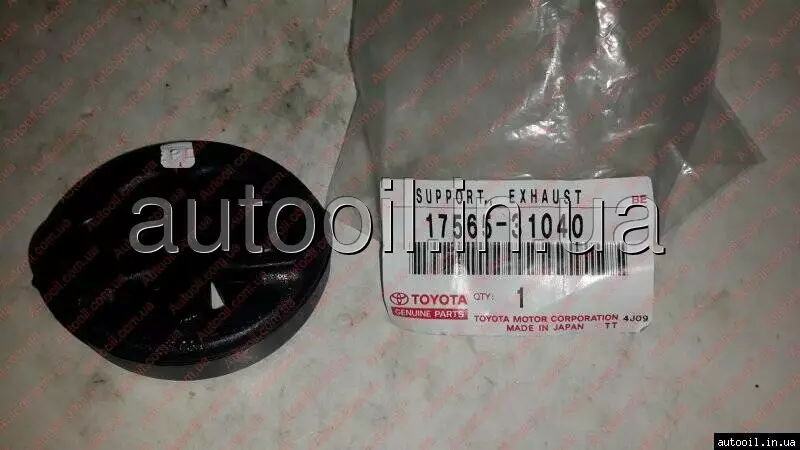 SUPPORT, EXHAUST
BE
17565-31040
autooil.in.ua
TOYOTA
GENUINE PARTS
QTY: 1
TOYOTA MOTOR CORPORATION 4J09
MADE IN JAPAN TT
autooil.in.ua